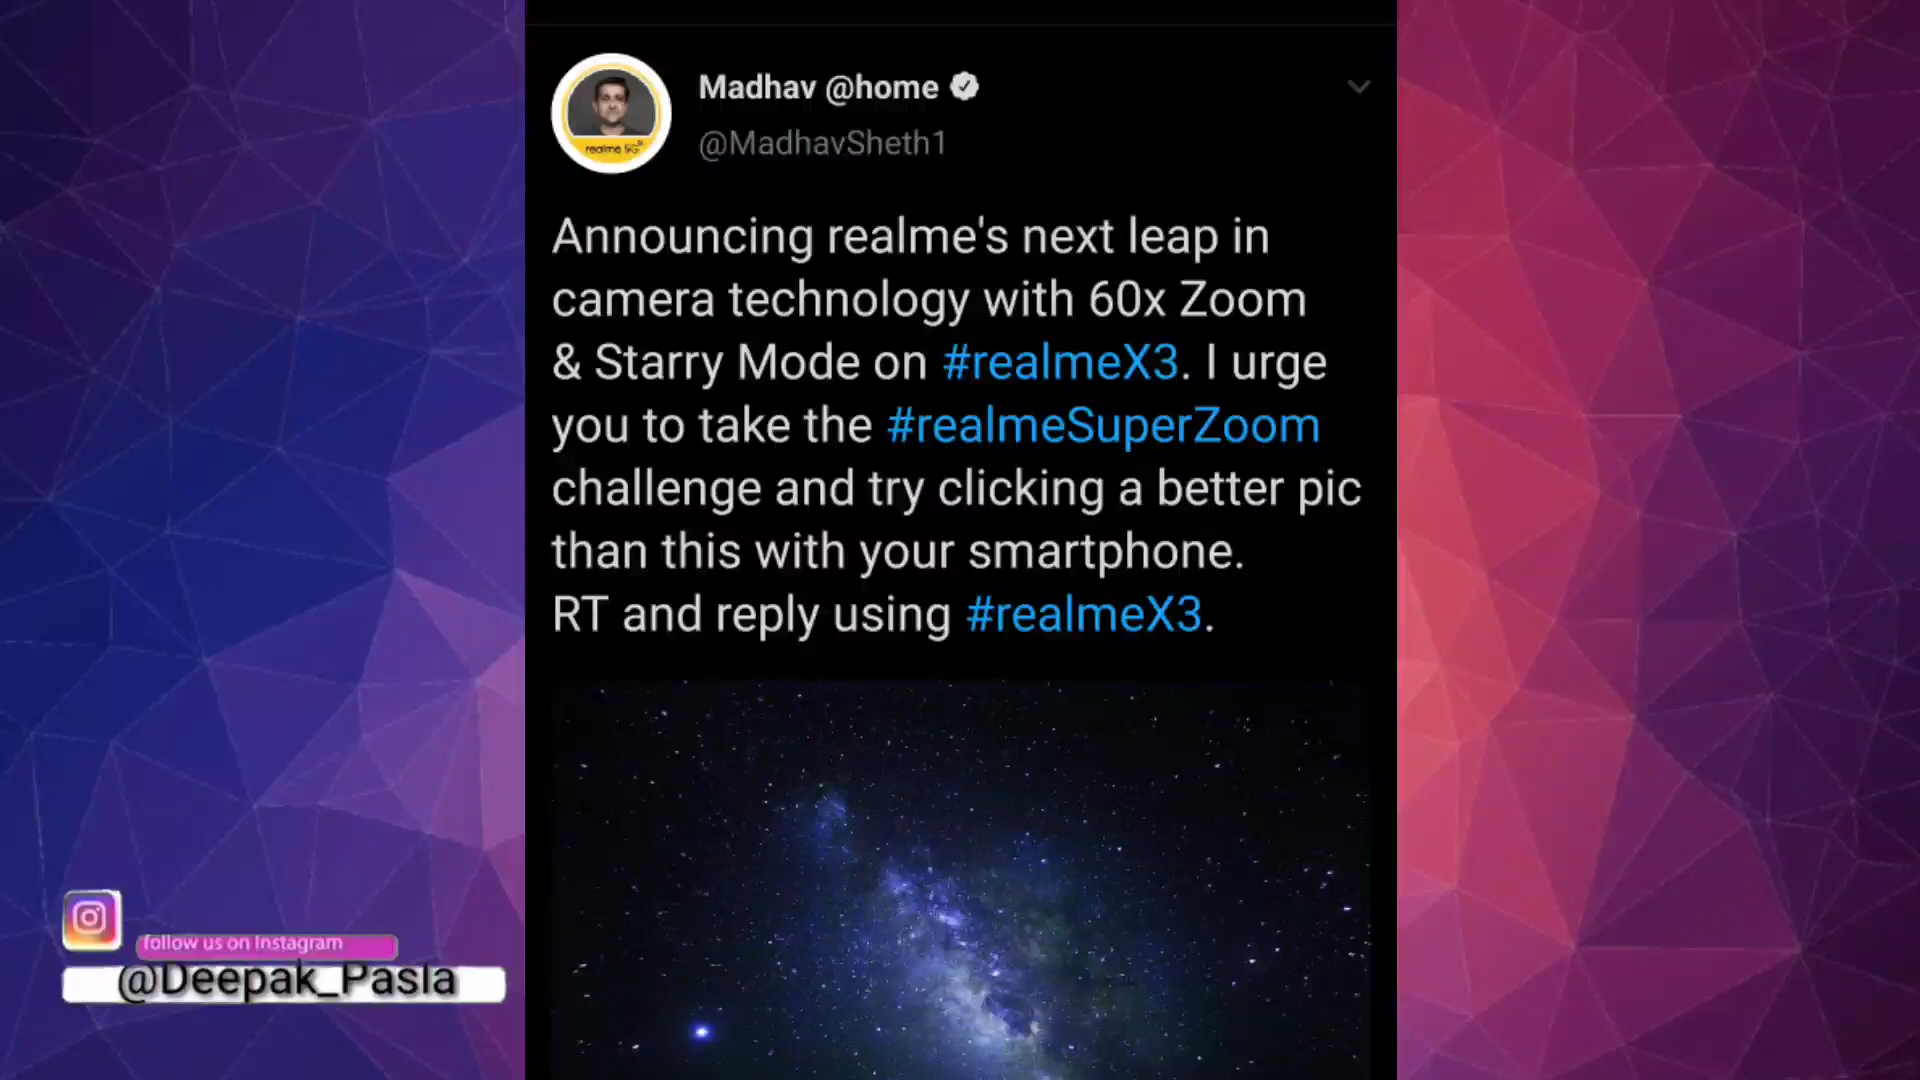 Madhav @home
@MadhavSheth1
realme 5G
Announcing realme's next leap in
camera technology with 60x Zoom
& Starry Mode on #realmeX3. I urge
you to take the #realmeSuperZoom
challenge and try clicking a better pic
than this with your smartphone.
RT and reply using #realmeX3.
follow us on Instagram
@Deepak_Pasla